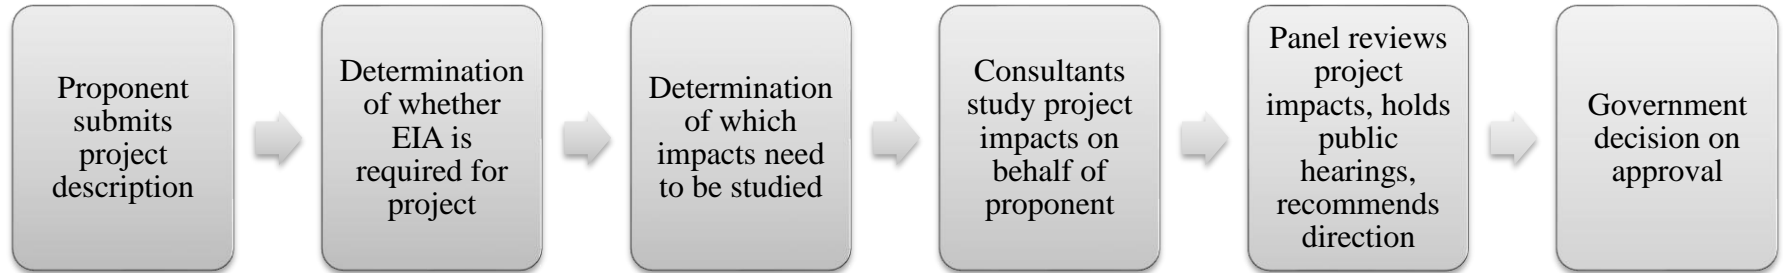 Proponent
submits
project
description
Determination
of whether
EIA is
required for
project
Determination
of which
impacts need
to be studied
Consultants
study project
impacts on
behalf of
proponent
Panel reviews
project
impacts, holds
public
hearings,
recommends
direction
Government
decision on
approval